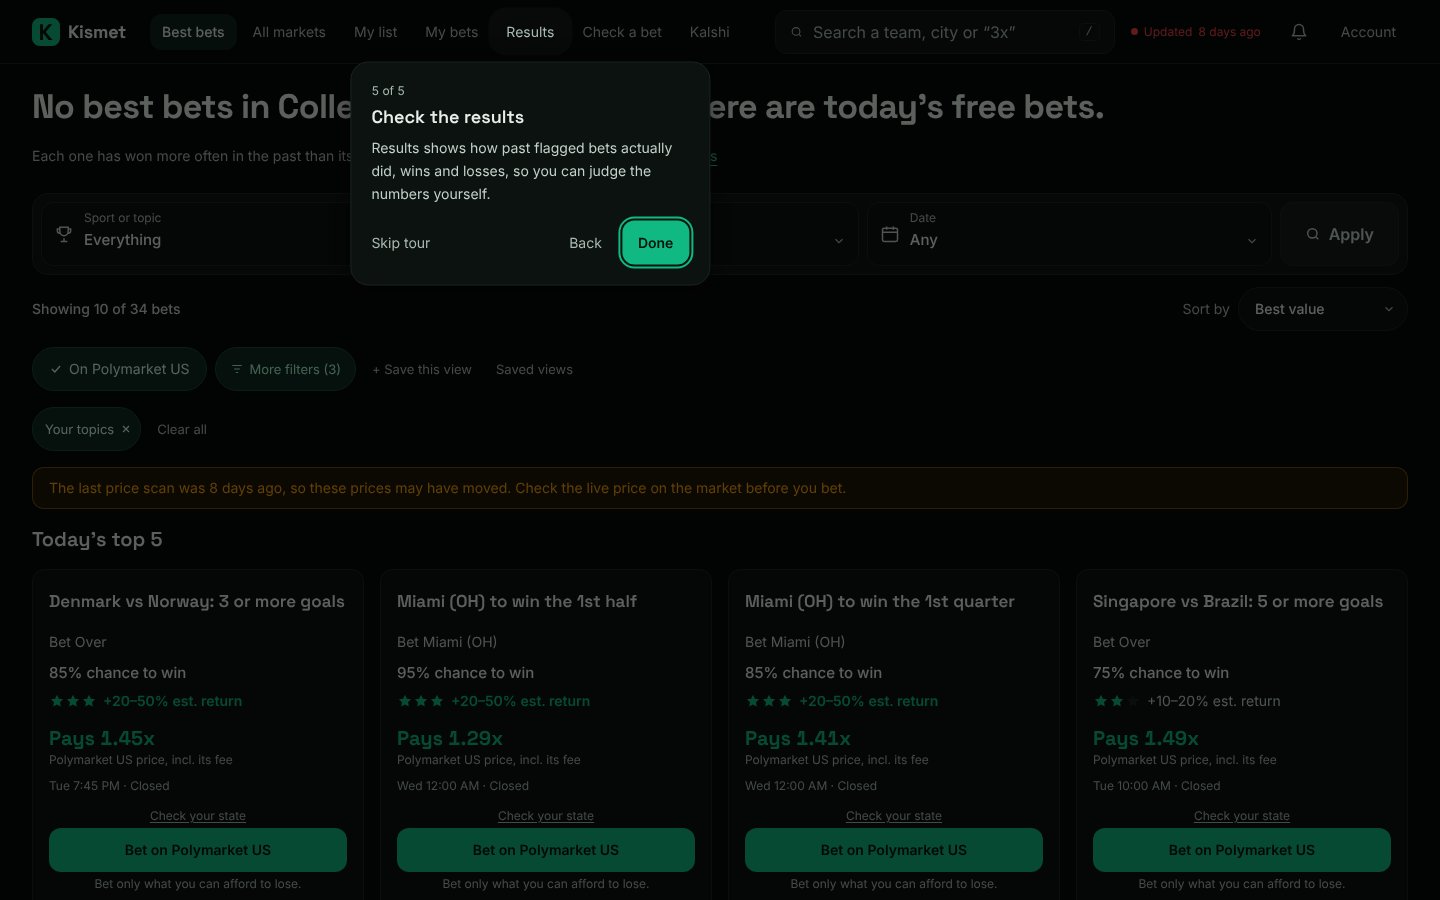 K Kismet
Best bets
All markets
My list
My bets
Results
Check a bet
Kalshi
Search a team, city or “3x”
/
Updated 8 days ago
Account
No best bets in Colle
ere are today’s free bets.
Each one has won more often in the past than its
s
5 of 5
Check the results
Results shows how past flagged bets actually
did, wins and losses, so you can judge the
numbers yourself.
Skip tour
Back
Done
Sport or topic
Everything
Date
Any
Apply
Showing 10 of 34 bets
Sort by
Best value
On Polymarket US
More filters (3)
+ Save this view
Saved views
Your topics ×
Clear all
The last price scan was 8 days ago, so these prices may have moved. Check the live price on the market before you bet.
Today’s top 5
Denmark vs Norway: 3 or more goals
Bet Over
85% chance to win
+20–50% est. return
Pays 1.45x
Polymarket US price, incl. its fee
Tue 7:45 PM · Closed
Check your state
Bet on Polymarket US
Bet only what you can afford to lose.
Miami (OH) to win the 1st half
Bet Miami (OH)
95% chance to win
+20–50% est. return
Pays 1.29x
Polymarket US price, incl. its fee
Wed 12:00 AM · Closed
Check your state
Bet on Polymarket US
Bet only what you can afford to lose.
Miami (OH) to win the 1st quarter
Bet Miami (OH)
85% chance to win
+20–50% est. return
Pays 1.41x
Polymarket US price, incl. its fee
Wed 12:00 AM · Closed
Check your state
Bet on Polymarket US
Bet only what you can afford to lose.
Singapore vs Brazil: 5 or more goals
Bet Over
75% chance to win
+10–20% est. return
Pays 1.49x
Polymarket US price, incl. its fee
Tue 10:00 AM · Closed
Check your state
Bet on Polymarket US
Bet only what you can afford to lose.